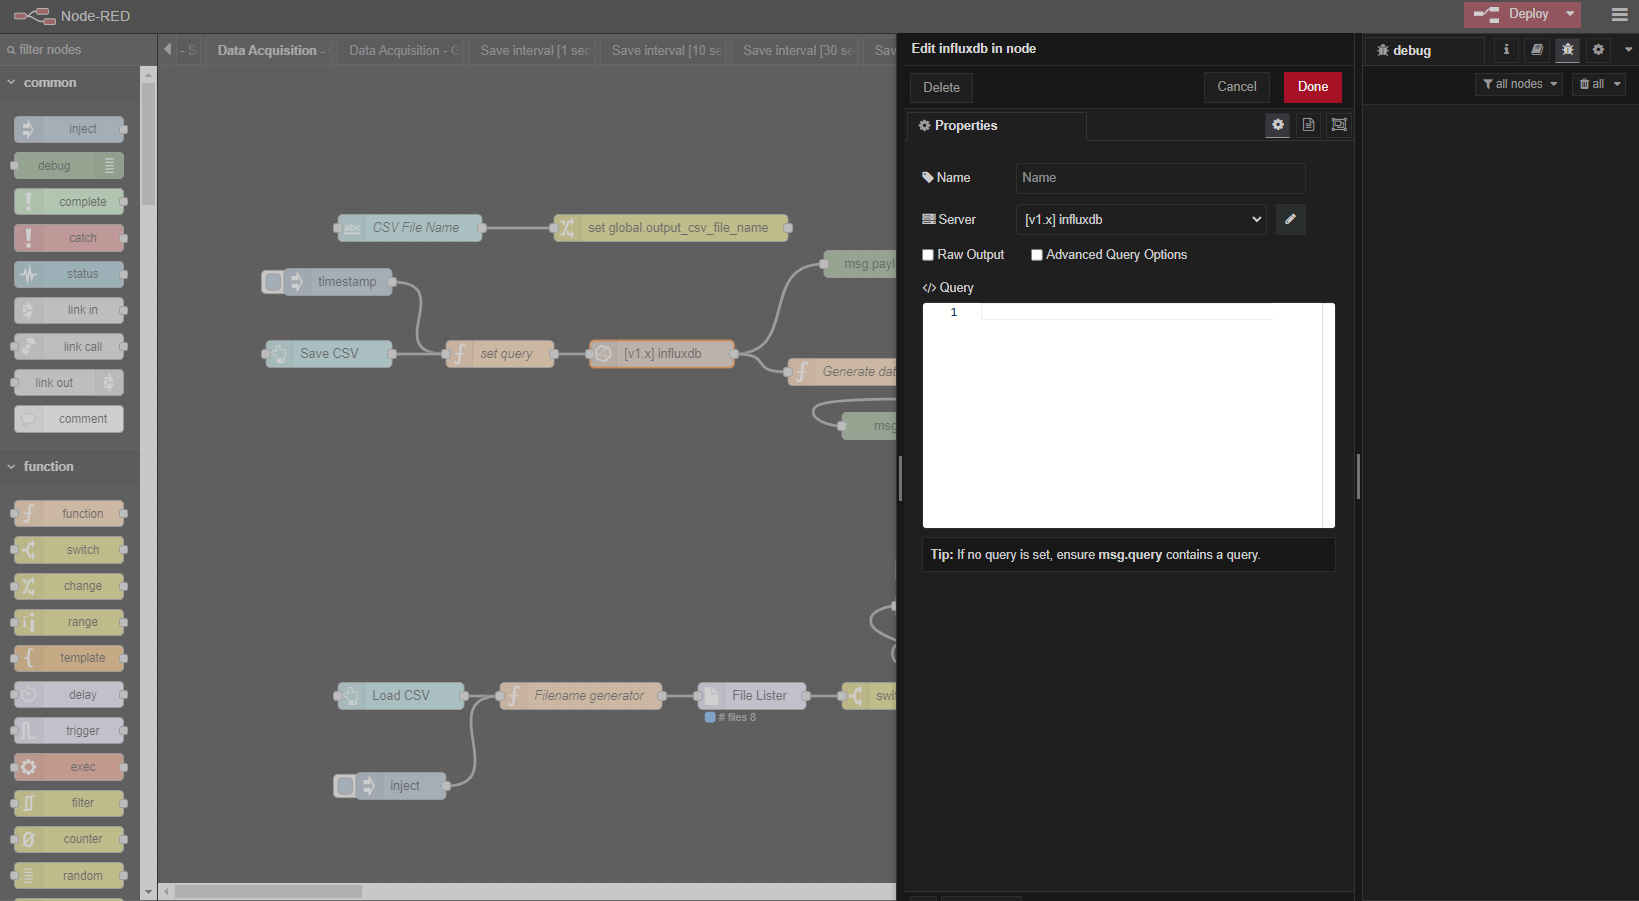 Node-RED
Deploy
filter nodes
- S
Data Acquisition -
Data Acquisition - G
Save interval [1 sec
Save interval [10 se
Save interval [30 se
Sav
Edit influxdb in node
debug
Delete
Cancel
Done
all nodes
all
Properties
common
inject
debug
complete
catch
status
link in
link call
link out
comment
function
function
switch
change
range
template
delay
trigger
exec
filter
counter
random
CSV File Name
set global.output_csv_file_name
timestamp
msg.payl
Save CSV
set query
[v1.x] influxdb
Generate dat
msg
Load CSV
Filename generator
File Lister
swit
# files 8
inject
Name
Name
Server
[v1.x] influxdb
Raw Output
Advanced Query Options
</> Query
1
Tip: If no query is set, ensure msg.query contains a query.